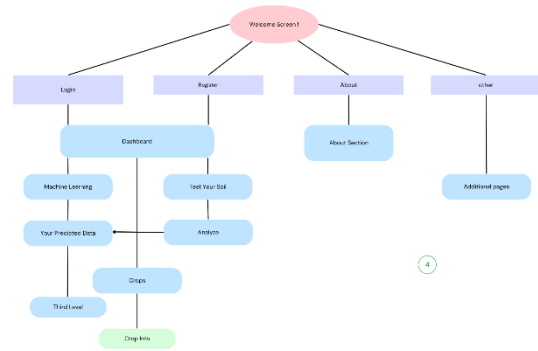 Welcome Screen!!
Login
Register
About
other
Dashboard
About Section
Machine Learning
Test Your Soil
Additional pages
Your Predicted Data
Analyze
4
Crops
Third Level
Crop Info